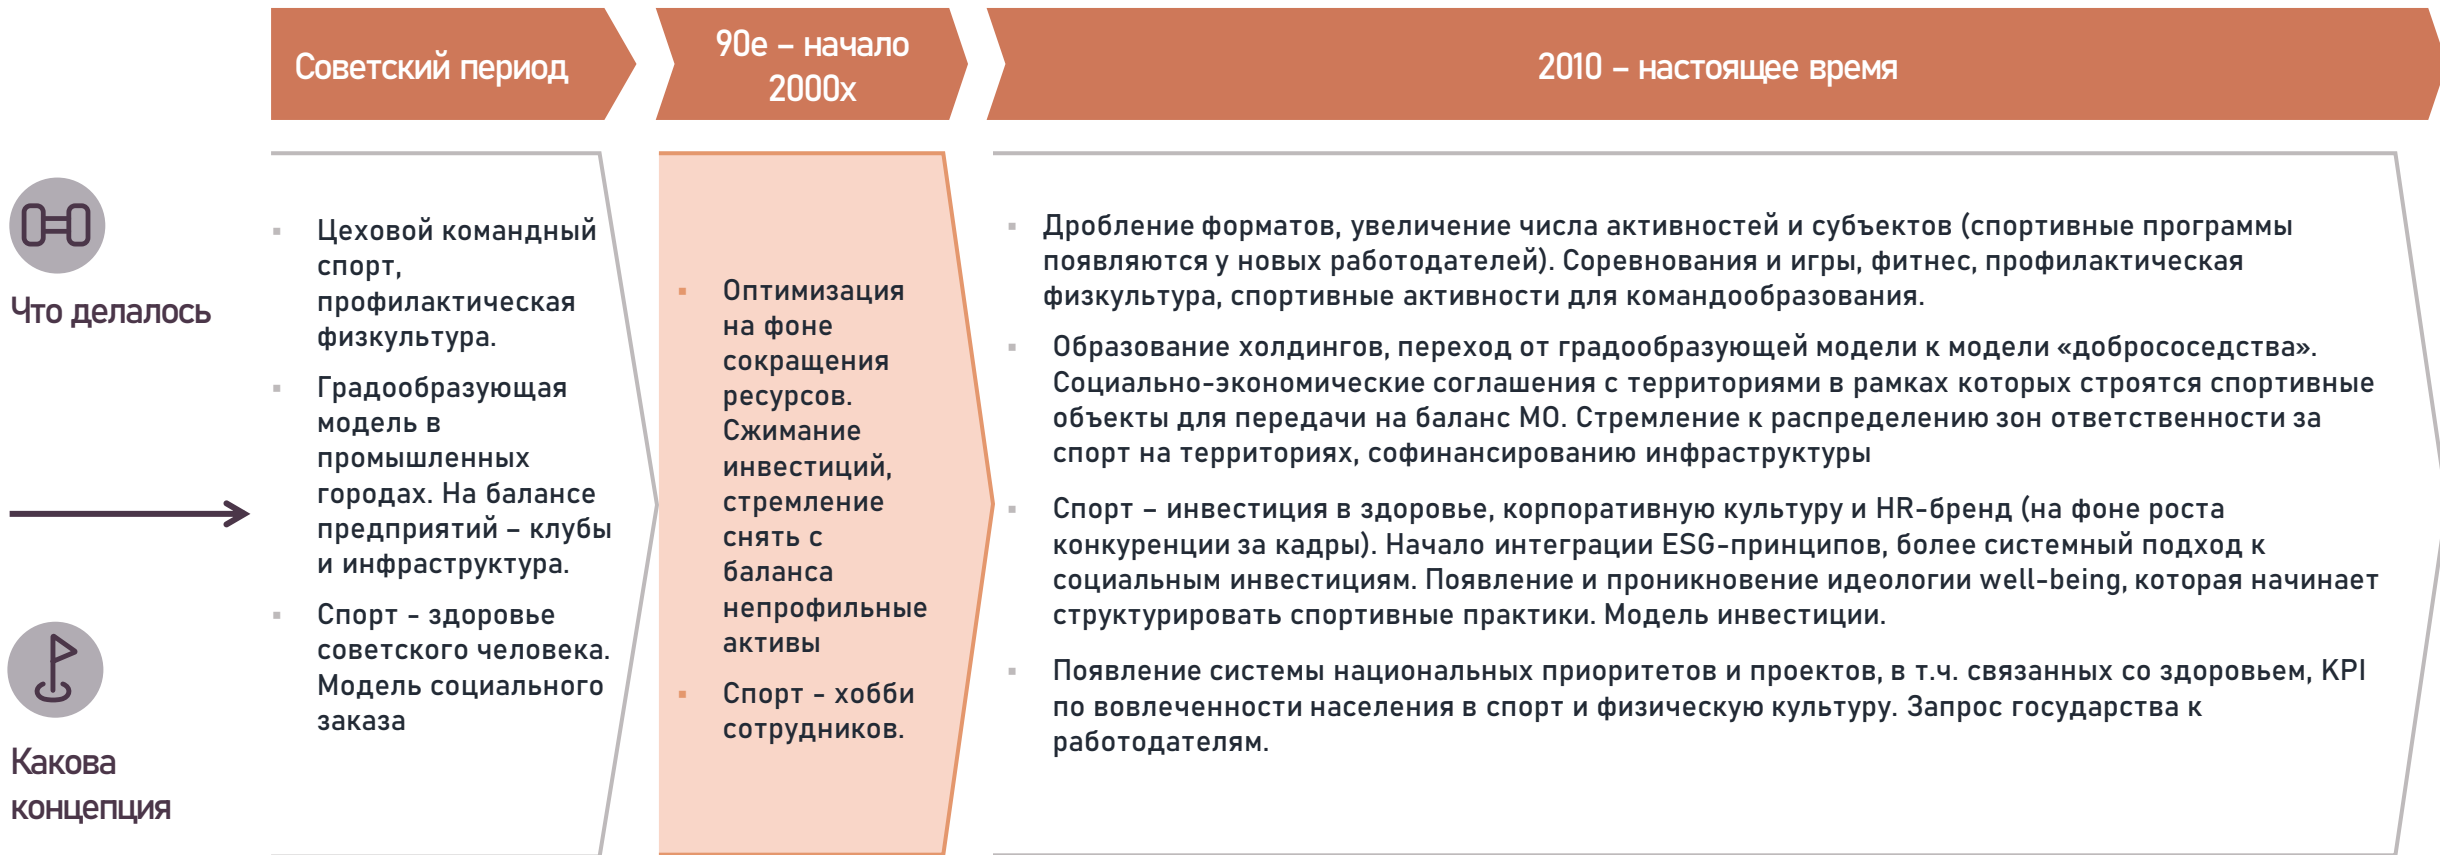 Советский период
90е – начало
2000х
2010 – настоящее время
Что делалось
Какова
концепция
▪ Цеховой командный
спорт,
профилактическая
физкультура.
▪ Градообразующая
модель в
промышленных
городах. На балансе
предприятий – клубы
и инфраструктура.
▪ Спорт - здоровье
советского человека.
Модель социального
заказа
▪ Оптимизация
на фоне
сокращения
ресурсов.
Сжимание
инвестиций,
стремление
снять с
баланса
непрофильные
активы
▪ Спорт - хобби
сотрудников.
▪ Дробление форматов, увеличение числа активностей и субъектов (спортивные программы
появляются у новых работодателей). Соревнования и игры, фитнес, профилактическая
физкультура, спортивные активности для командообразования.
▪ Образование холдингов, переход от градообразующей модели к модели «добрососедства».
Социально-экономические соглашения с территориями в рамках которых строятся спортивные
объекты для передачи на баланс МО. Стремление к распределению зон ответственности за
спорт на территориях, софинансированию инфраструктуры
▪ Спорт – инвестиция в здоровье, корпоративную культуру и HR-бренд (на фоне роста
конкуренции за кадры). Начало интеграции ESG-принципов, более системный подход к
социальным инвестициям. Появление и проникновение идеологии well-being, которая начинает
структурировать спортивные практики. Модель инвестиции.
▪ Появление системы национальных приоритетов и проектов, в т.ч. связанных со здоровьем, KPI
по вовлеченности населения в спорт и физическую культуру. Запрос государства к
работодателям.